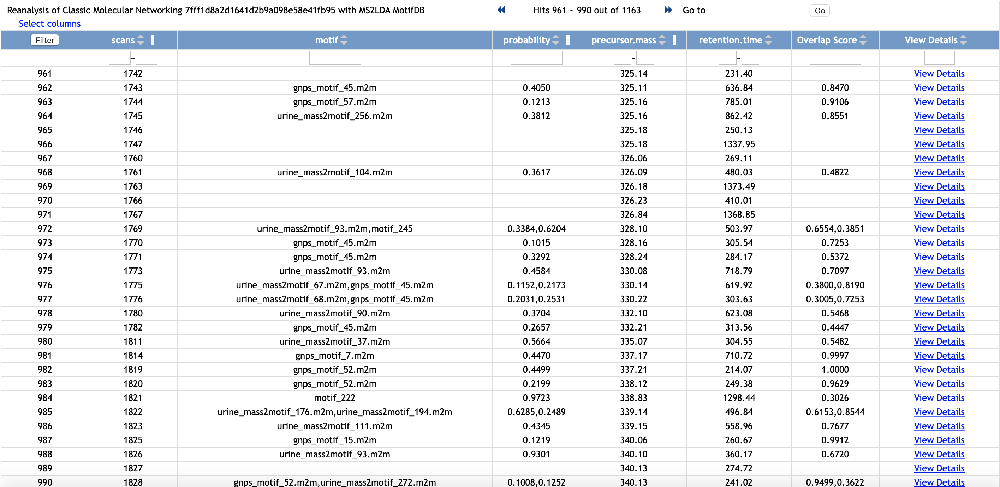 Reanalysis of Classic Molecular Networking 7fff1d8a2d1641d2b9a098e58e41fb95 with MS2LDA MotifDB Hits 961 ~ 990 out of 1163 Go to Go
Select columns
Filter scans motif probability precursor.mass retention.time Overlap Score View Details
~ ~ ~
961 1742 325.14 231.40 View Details
962 1743 gnps_motif_45.m2m 0.4050 325.11 636.84 0.8470 View Details
963 1744 gnps_motif_57.m2m 0.1213 325.16 785.01 0.9106 View Details
964 1745 urine_mass2motif_256.m2m 0.3812 325.16 862.42 0.8551 View Details
965 1746 325.18 250.13 View Details
966 1747 325.18 1337.95 View Details
967 1760 326.06 269.11 View Details
968 1761 urine_mass2motif_104.m2m 0.3617 326.09 480.03 0.4822 View Details
969 1763 326.18 1373.49 View Details
970 1766 326.23 410.01 View Details
971 1767 326.84 1368.85 View Details
972 1769 urine_mass2motif_93.m2m,motif_245 0.3384,0.6204 328.10 503.97 0.6554,0.3851 View Details
973 1770 gnps_motif_45.m2m 0.1015 328.16 305.54 0.7253 View Details
974 1771 gnps_motif_45.m2m 0.3292 328.24 284.17 0.5372 View Details
975 1773 urine_mass2motif_93.m2m 0.4584 330.08 718.79 0.7097 View Details
976 1775 urine_mass2motif_67.m2m,gnps_motif_45.m2m 0.1152,0.2173 330.14 619.92 0.3800,0.8190 View Details
977 1776 urine_mass2motif_68.m2m,gnps_motif_45.m2m 0.2031,0.2531 330.22 303.63 0.3005,0.7253 View Details
978 1780 urine_mass2motif_90.m2m 0.3704 332.10 623.08 0.5468 View Details
979 1782 gnps_motif_45.m2m 0.2657 332.21 313.56 0.4447 View Details
980 1811 urine_mass2motif_37.m2m 0.5664 335.07 304.55 0.5482 View Details
981 1814 gnps_motif_7.m2m 0.4470 337.17 710.72 0.9997 View Details
982 1819 gnps_motif_52.m2m 0.4499 337.21 214.07 1.0000 View Details
983 1820 gnps_motif_52.m2m 0.2199 338.12 249.38 0.9629 View Details
984 1821 motif_222 0.9723 338.83 1298.44 0.3026 View Details
985 1822 urine_mass2motif_176.m2m,urine_mass2motif_194.m2m 0.6285,0.2489 339.14 496.84 0.6153,0.8544 View Details
986 1823 urine_mass2motif_111.m2m 0.4345 339.15 558.96 0.7677 View Details
987 1825 gnps_motif_15.m2m 0.1219 340.06 260.67 0.9912 View Details
988 1826 urine_mass2motif_93.m2m 0.9301 340.10 360.17 0.6720 View Details
989 1827 340.13 274.72 View Details
990 1828 gnps_motif_52.m2m,urine_mass2motif_272.m2m 0.1008,0.1252 340.13 241.02 0.9499,0.3622 View Details